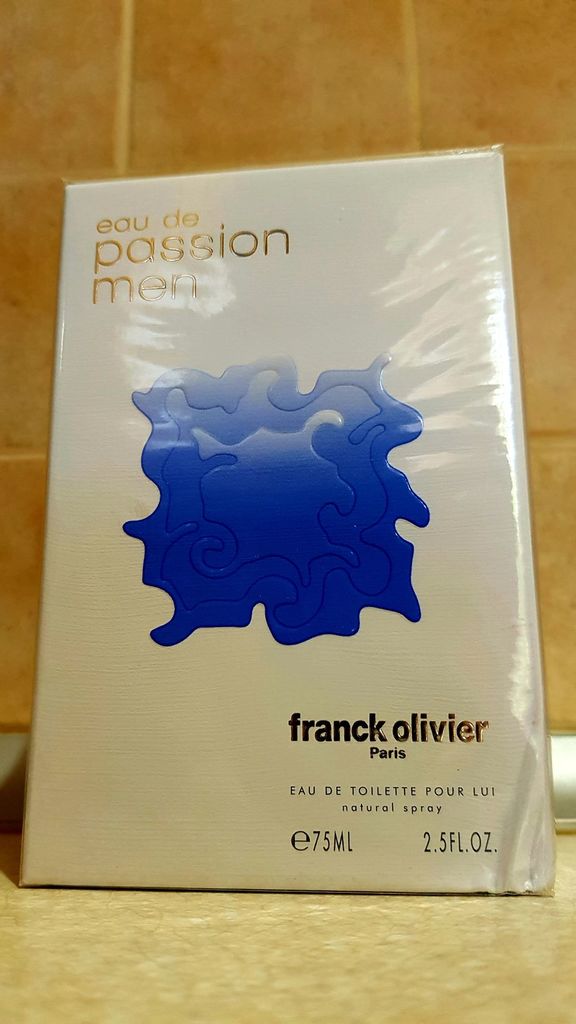 eau de
passion
men
franck olivier
Paris
EAU DE TOILETTE POUR LUI
natural spray
℮75ML 2.5FL.OZ.